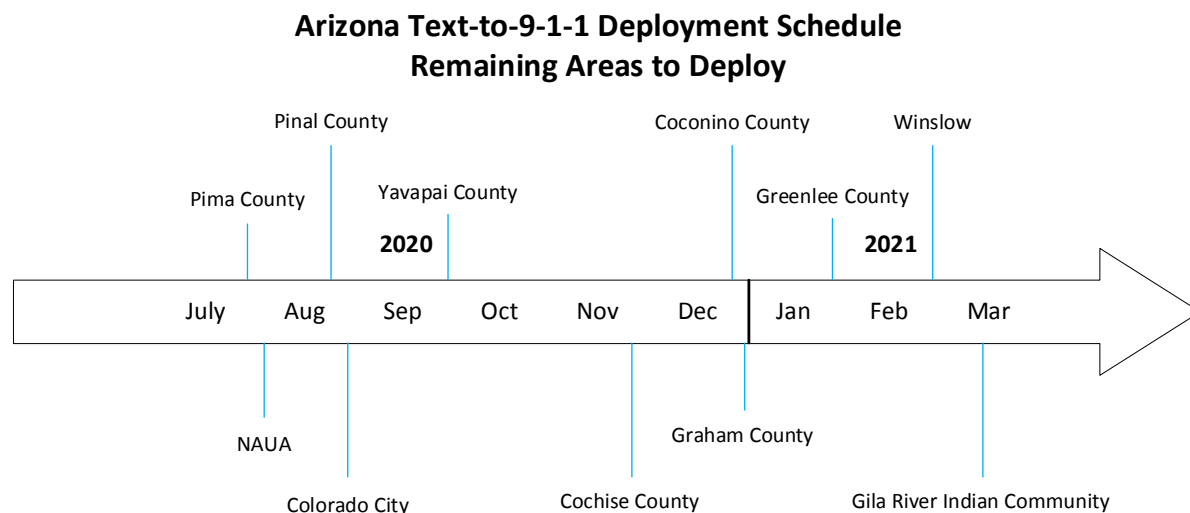 Arizona Text-to-9-1-1 Deployment Schedule
Remaining Areas to Deploy
Pinal County
Coconino County
Winslow
Pima County
Yavapai County
Greenlee County
2020
2021
July
Aug
Sep
Oct
Nov
Dec
Jan
Feb
Mar
NAUA
Graham County
Colorado City
Cochise County
Gila River Indian Community